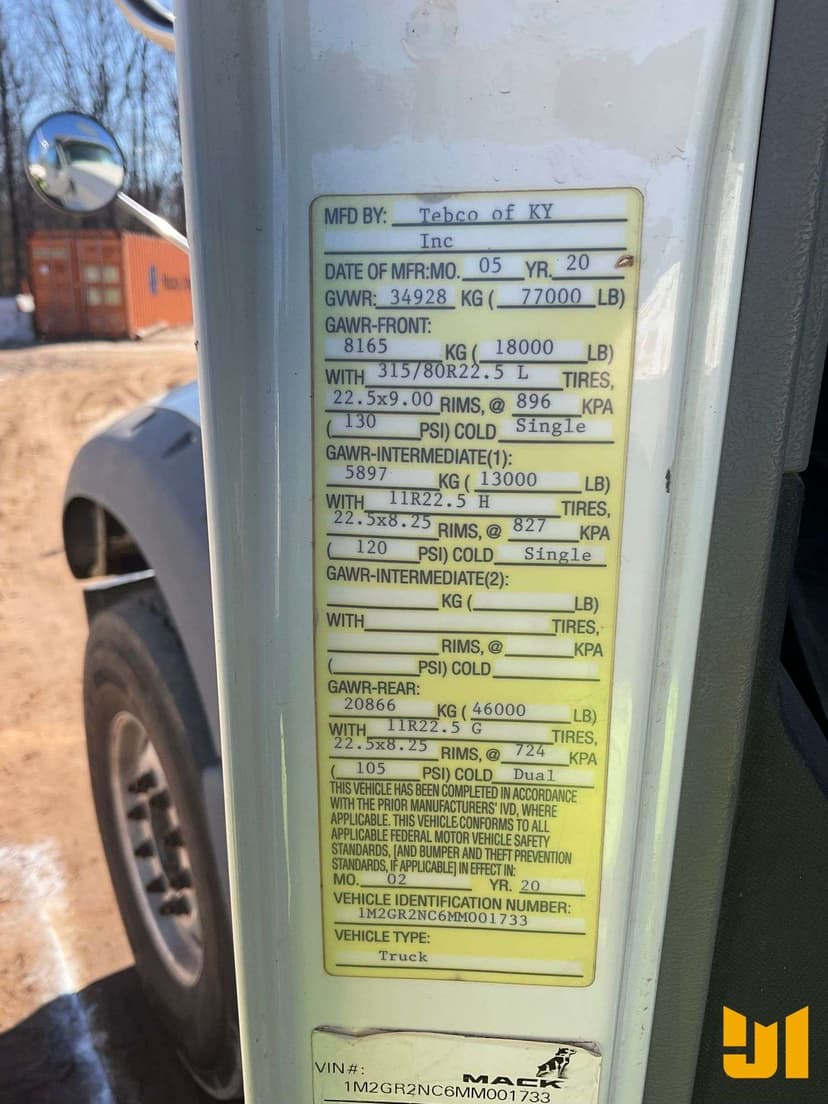 MFD BY: Tebco of KY
Inc
DATE OF MFR:MO. 05 YR. 20
GVWR: 34928 KG ( 77000 LB)
GAWR-FRONT:
8165 KG ( 18000 LB)
WITH 315/80R22.5 L TIRES,
22.5x9.00 RIMS, @ 896 KPA
( 130 PSI) COLD Single
GAWR-INTERMEDIATE(1):
5897 KG ( 13000 LB)
WITH 11R22.5 H TIRES,
22.5x8.25 RIMS, @ 827 KPA
( 120 PSI) COLD Single
GAWR-INTERMEDIATE(2):
KG ( LB)
WITH TIRES,
RIMS, @ KPA
( PSI) COLD
GAWR-REAR:
20866 KG ( 46000 LB)
WITH 11R22.5 G TIRES,
22.5x8.25 RIMS, @ 724 KPA
( 105 PSI) COLD Dual
THIS VEHICLE HAS BEEN COMPLETED IN ACCORDANCE
WITH THE PRIOR MANUFACTURERS' IVD, WHERE
APPLICABLE. THIS VEHICLE CONFORMS TO ALL
APPLICABLE FEDERAL MOTOR VEHICLE SAFETY
STANDARDS, [AND BUMPER AND THEFT PREVENTION
STANDARDS, IF APPLICABLE] IN EFFECT IN:
MO. 02 YR. 20
VEHICLE IDENTIFICATION NUMBER:
1M2GR2NC6MM001733
VEHICLE TYPE:
Truck
VIN#: MACK
1M2GR2NC6MM001733